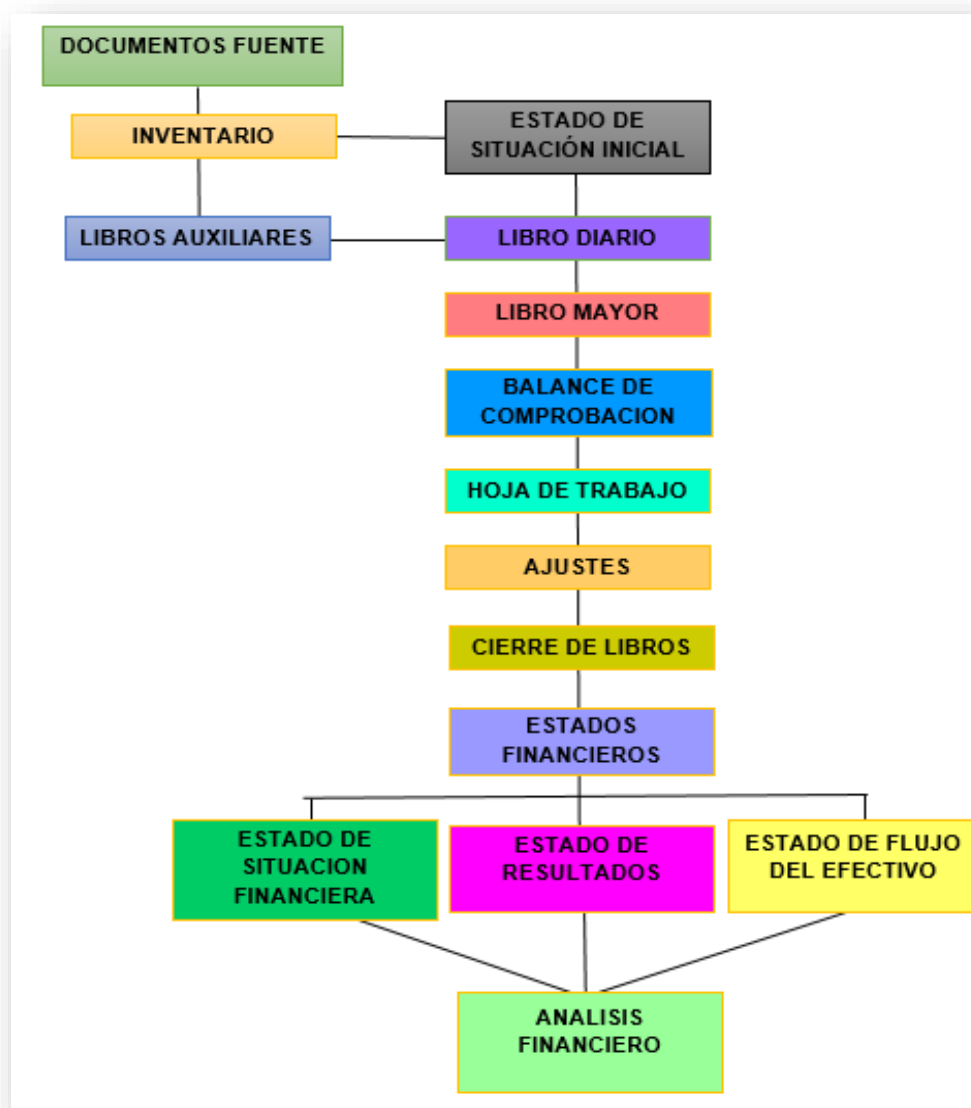 DOCUMENTOS FUENTE
INVENTARIO
ESTADO DE
SITUACIÓN INICIAL
LIBROS AUXILIARES
LIBRO DIARIO
LIBRO MAYOR
BALANCE DE
COMPROBACION
HOJA DE TRABAJO
AJUSTES
CIERRE DE LIBROS
ESTADOS
FINANCIEROS
ESTADO DE
SITUACION
FINANCIERA
ESTADO DE
RESULTADOS
ESTADO DE FLUJO
DEL EFECTIVO
ANALISIS
FINANCIERO